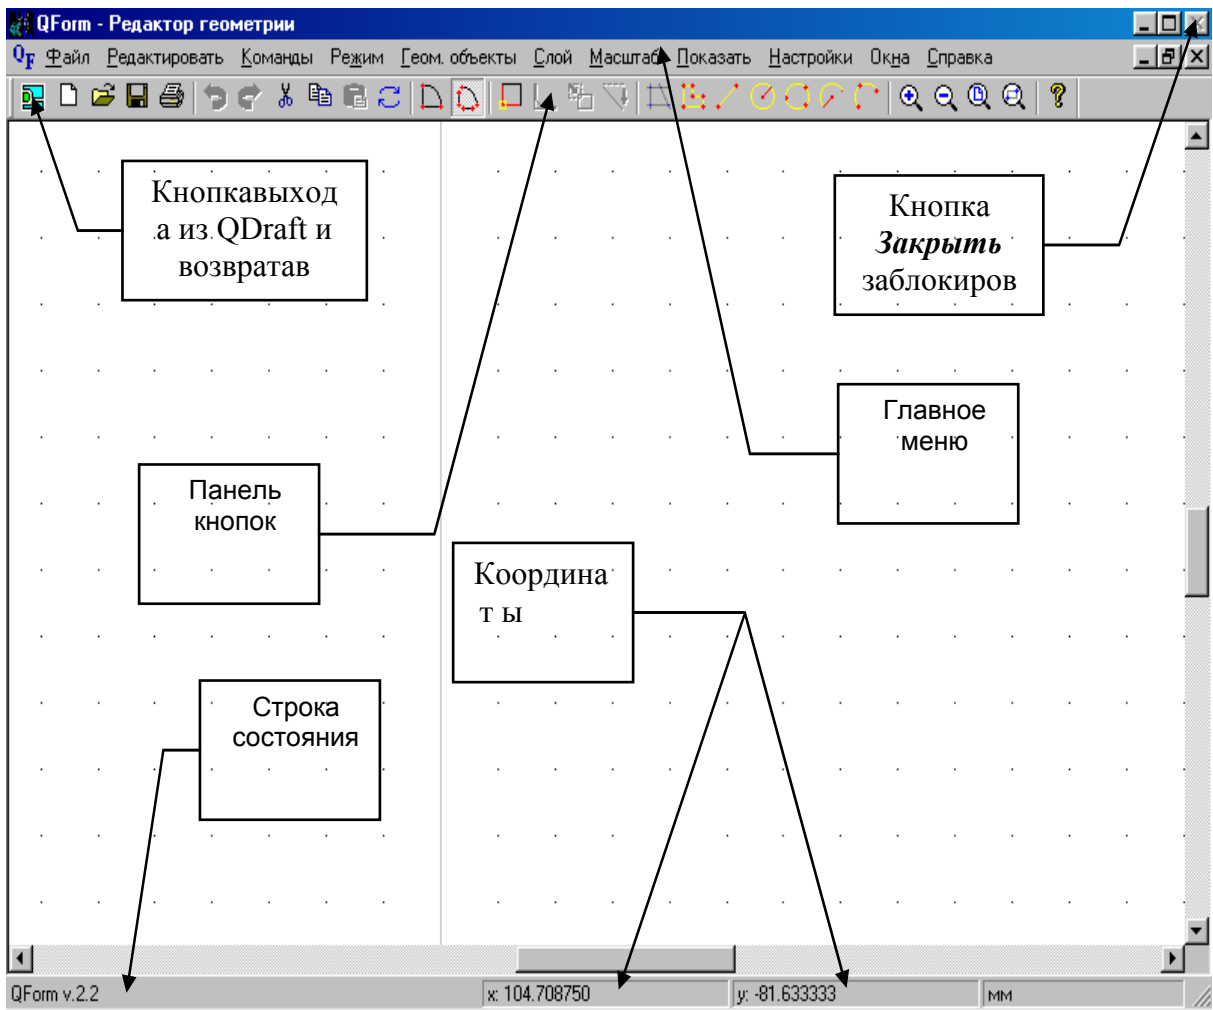 QForm - Редактор геометрии
QF Файл Редактировать Команды Режим Геом. объекты Слой Масштаб Показать Настройки Окна Справка
Кнопкавыход
а из QDraft и
возвратав
Кнопка
Закрыть
заблокиров
Главное
меню
Панель
кнопок
Координа
т ы
Строка
состояния
QForm v.2.2
x: 104.708750
y: -81.633333
мм